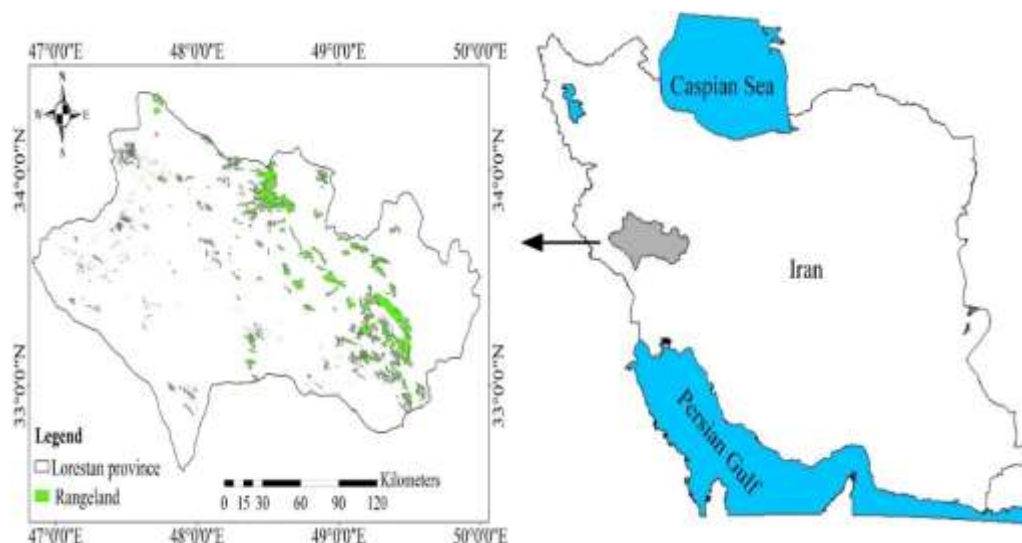 47°0'0"E 48°0'0"E 49°0'0"E 50°0'0"E
N
W E
S
34°0'0"N
34°0'0"N
33°0'0"N
33°0'0"N
Legend
Lorestan province
Rangeland
Kilometers
0 15 30 60 90 120
47°0'0"E 48°0'0"E 49°0'0"E 50°0'0"E
Caspian Sea
Iran
Persian Gulf